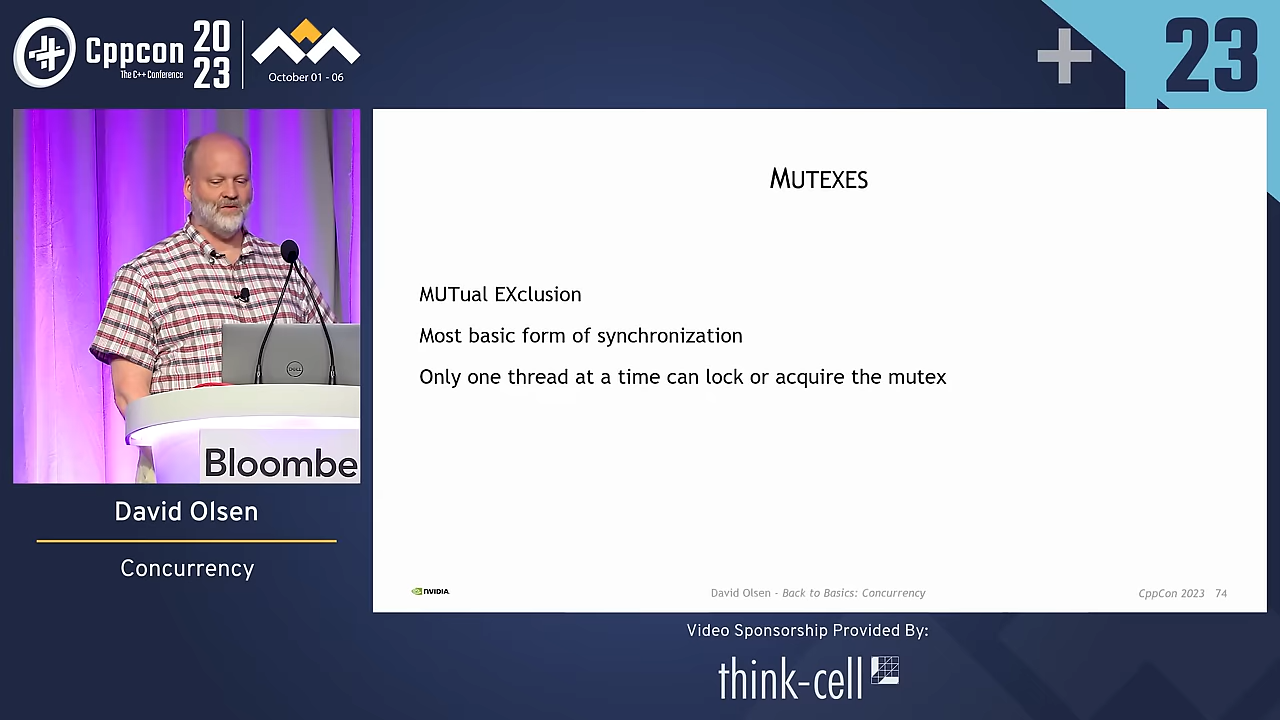 Cppcon
The C++ Conference
20
23
October 01 - 06
23
MUTEXES
MUTual EXclusion
Most basic form of synchronization
Only one thread at a time can lock or acquire the mutex
DELL
Bloombe
David Olsen
Concurrency
NVIDIA.
David Olsen - Back to Basics: Concurrency
CppCon 2023 74
Video Sponsorship Provided By:
think-cell